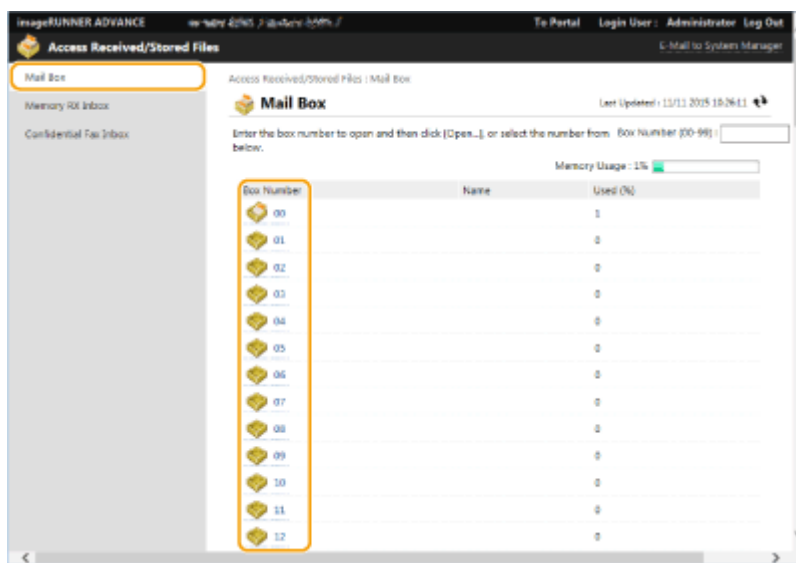 imageRUNNER ADVANCE
To Portal Login User : Administrator Log Out
Access Received/Stored Files
E-Mail to System Manager
Mail Box
Memory RX Inbox
Confidential Fax Inbox
Access Received/Stored Files : Mail Box
Mail Box
Last Updated : 11/11 2015 10:26:11
Enter the box number to open and then click [Open...], or select the number from below.
Box Number (00-99) :
Memory Usage : 1%
Box Number Name Used (%)
00 1
01 0
02 0
03 0
04 0
05 0
06 0
07 0
08 0
09 0
10 0
11 0
12 0